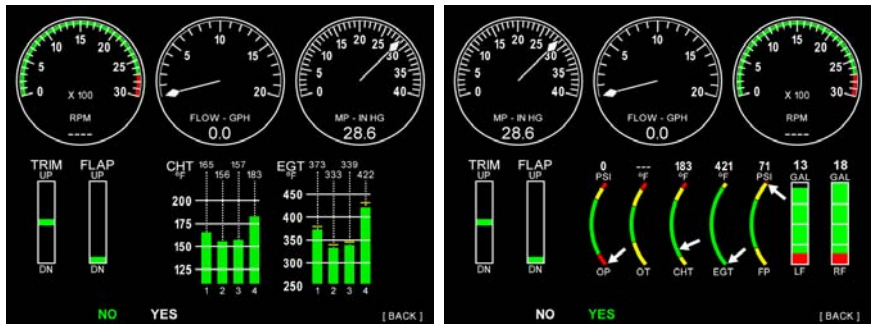 0 5 10 15 20 25 30
X 100
RPM
----
5 10 15 20
FLOW - GPH
0.0
0 5 10 15 20 25 30 35 40
MP - IN HG
28.6
TRIM FLAP
UP UP
DN DN
CHT 165 157
°F 156 183
200
175
150
125
1 2 3 4
EGT 373 339
°F 333 422
450
400
350
300
250
1 2 3 4
NO YES
[ BACK ]
0 5 10 15 20 25 30 35 40
MP - IN HG
28.6
5 10 15 20
FLOW - GPH
0.0
0 5 10 15 20 25 30
X 100
RPM
----
TRIM FLAP
UP UP
DN DN
0 --- 183 421 71 13 18
PSI °F °F °F PSI GAL GAL
OP OT CHT EGT FP LF RF
NO YES
[ BACK ]